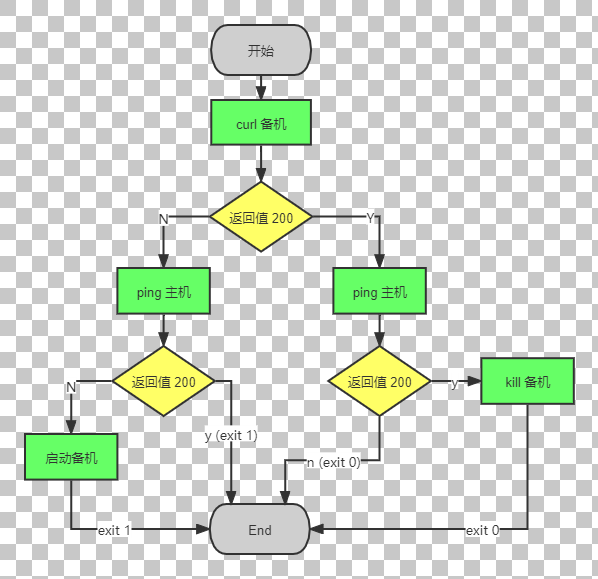 开始
curl 备机
返回值 200
N
Y
ping 主机
ping 主机
返回值 200
返回值 200
N
y
kill 备机
y (exit 1)
启动备机
n (exit 0)
exit 1
End
exit 0